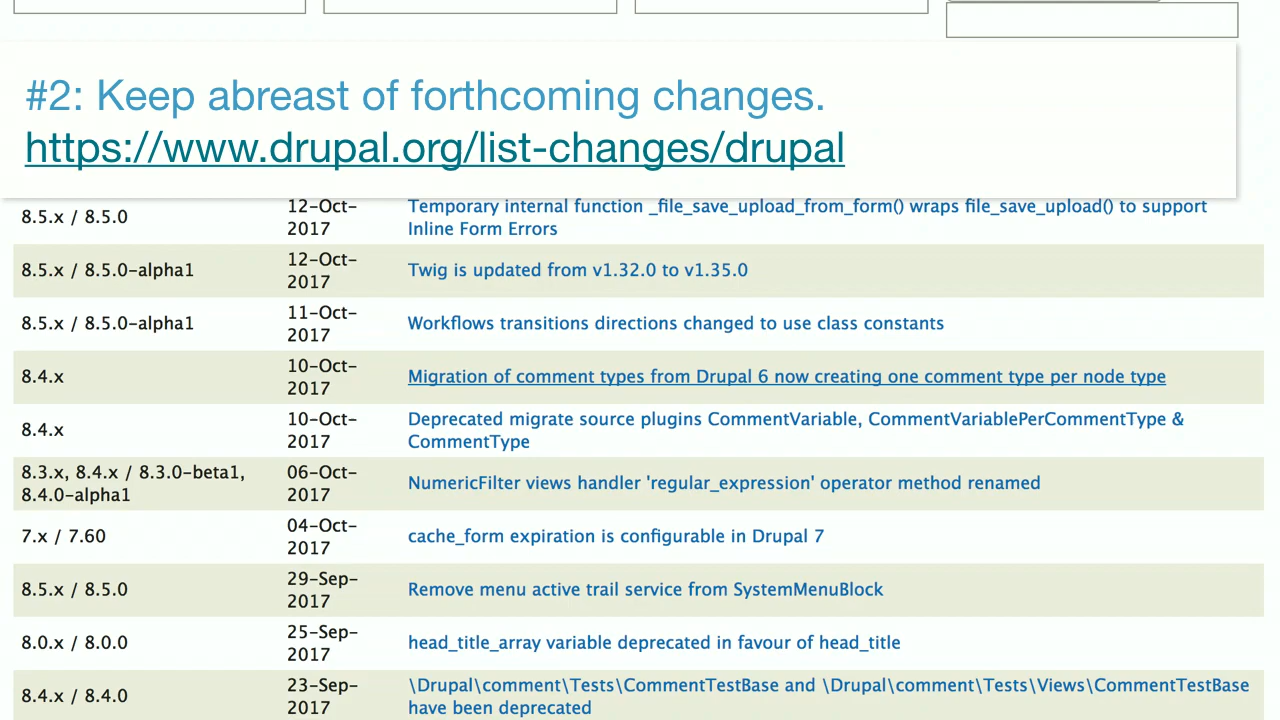 #2: Keep abreast of forthcoming changes.
https://www.drupal.org/list-changes/drupal
8.5.x / 8.5.0
12-Oct-
2017
Temporary internal function _file_save_upload_from_form() wraps file_save_upload() to support
Inline Form Errors
8.5.x / 8.5.0-alpha1
12-Oct-
2017
Twig is updated from v1.32.0 to v1.35.0
8.5.x / 8.5.0-alpha1
11-Oct-
2017
Workflows transitions directions changed to use class constants
8.4.x
10-Oct-
2017
Migration of comment types from Drupal 6 now creating one comment type per node type
8.4.x
10-Oct-
2017
Deprecated migrate source plugins CommentVariable, CommentVariablePerCommentType &
CommentType
8.3.x, 8.4.x / 8.3.0-beta1,
8.4.0-alpha1
06-Oct-
2017
NumericFilter views handler 'regular_expression' operator method renamed
7.x / 7.60
04-Oct-
2017
cache_form expiration is configurable in Drupal 7
8.5.x / 8.5.0
29-Sep-
2017
Remove menu active trail service from SystemMenuBlock
8.0.x / 8.0.0
25-Sep-
2017
head_title_array variable deprecated in favour of head_title
8.4.x / 8.4.0
23-Sep-
2017
\Drupal\comment\Tests\CommentTestBase and \Drupal\comment\Tests\Views\CommentTestBase
have been deprecated